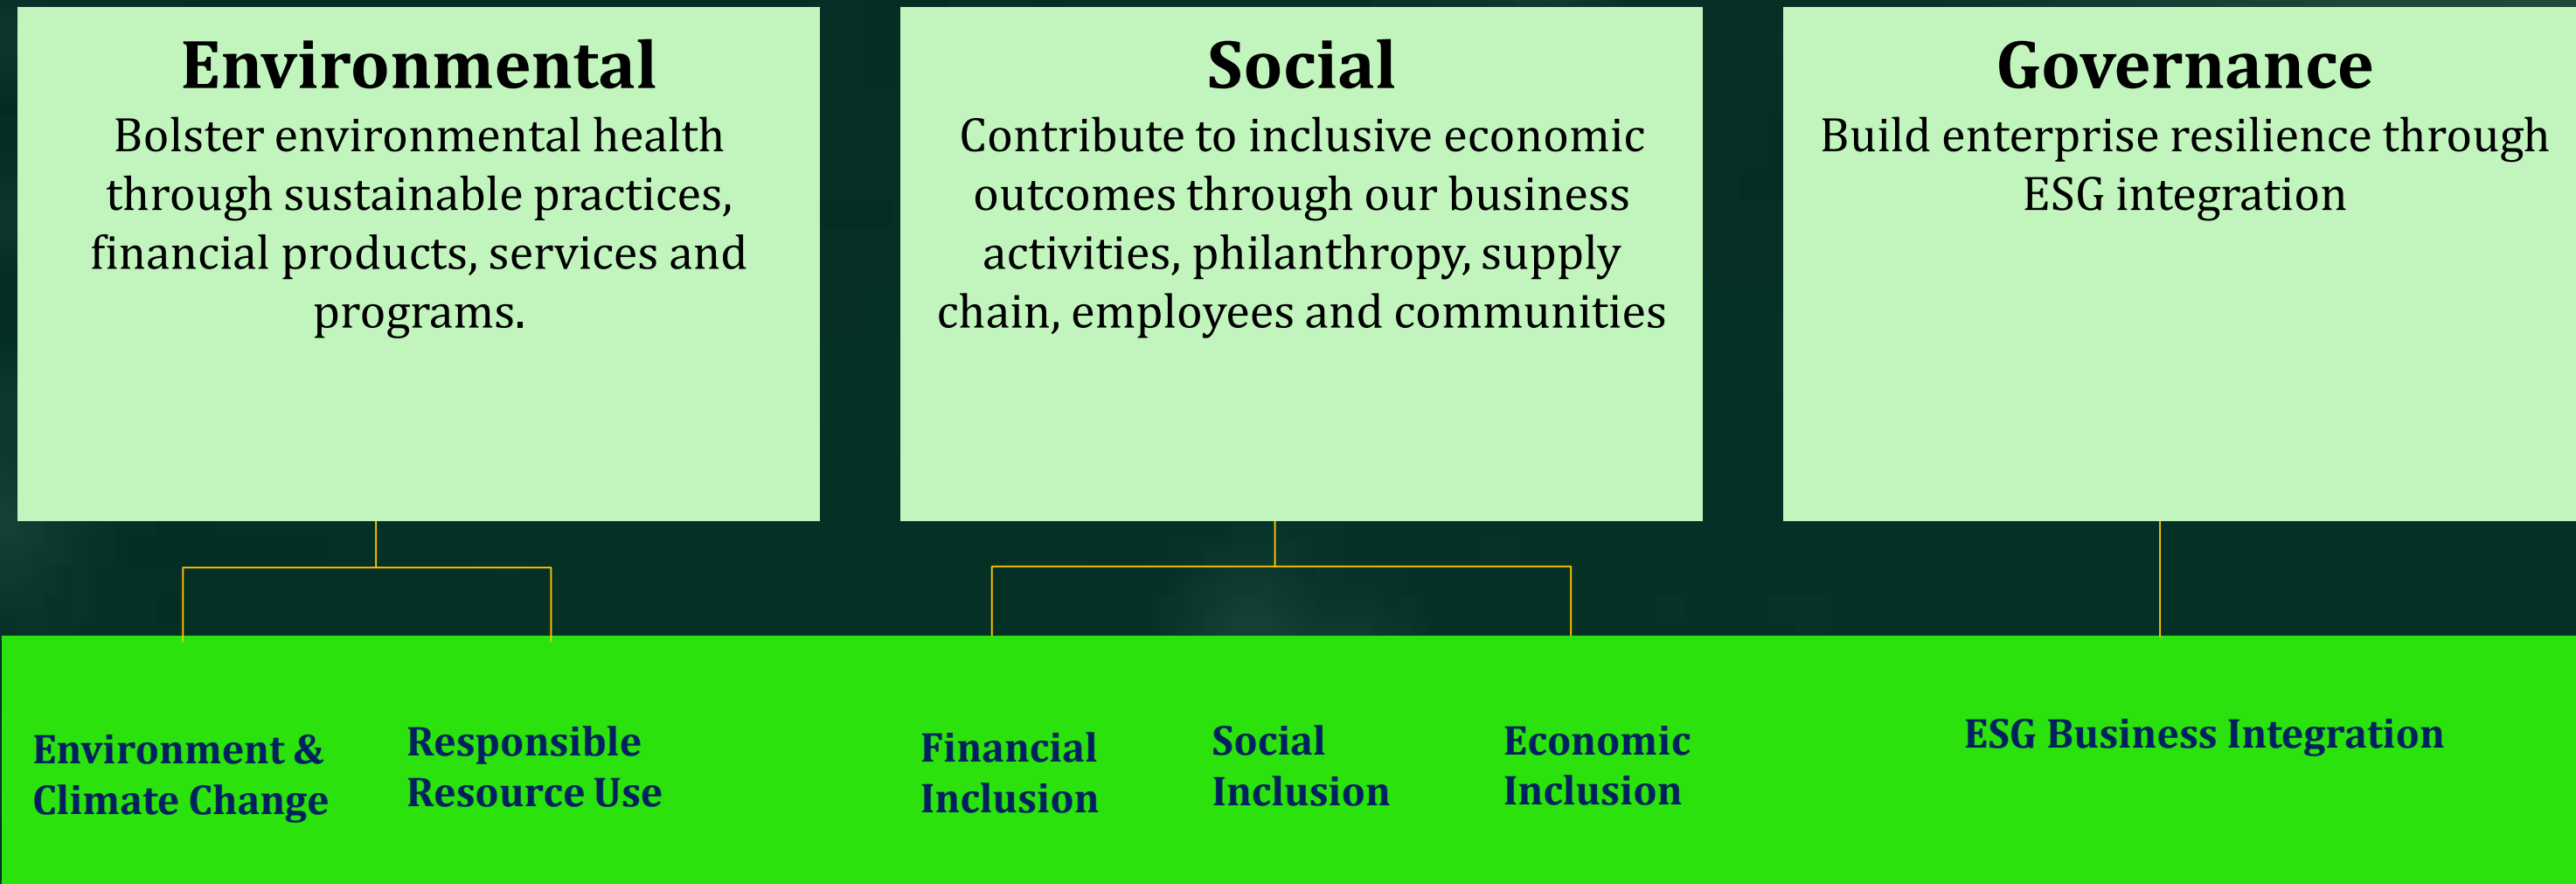 Environmental
Bolster environmental health
through sustainable practices,
financial products, services and
programs.
Social
Contribute to inclusive economic
outcomes through our business
activities, philanthropy, supply
chain, employees and communities
Governance
Build enterprise resilience through
ESG integration
Environment &
Climate Change
Responsible
Resource Use
Financial
Inclusion
Social
Inclusion
Economic
Inclusion
ESG Business Integration